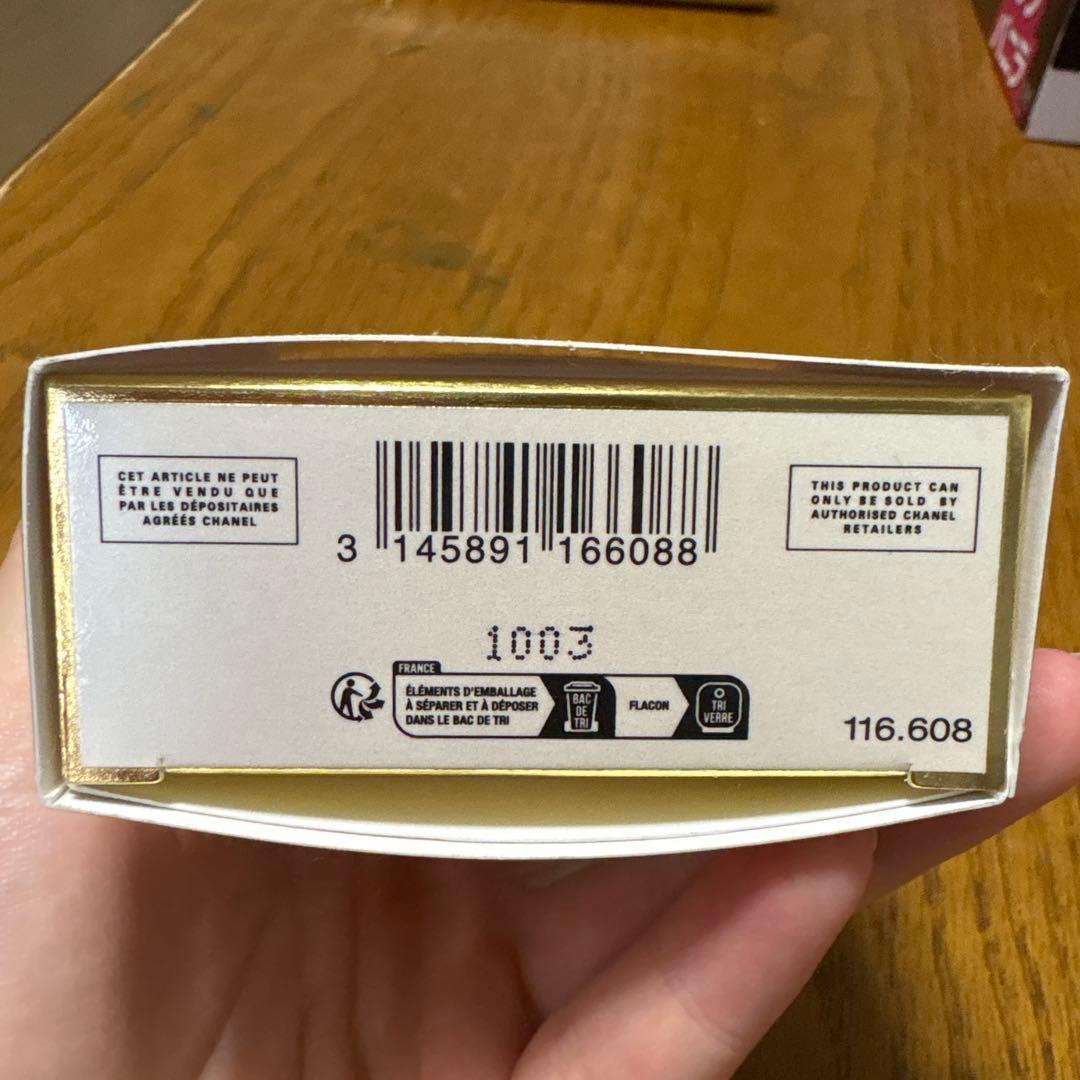 CET ARTICLE NE PEUT
ÊTRE VENDU QUE
PAR LES DÉPOSITAIRES
AGRÉÉS CHANEL
3 145891 166088
THIS PRODUCT CAN
ONLY BE SOLD BY
AUTHORISED CHANEL
RETAILERS
1003
FRANCE
ÉLÉMENTS D'EMBALLAGE
À SÉPARER ET À DÉPOSER
DANS LE BAC DE TRI
BAC
DE
TRI
FLACON
TRI
VERRE
116.608